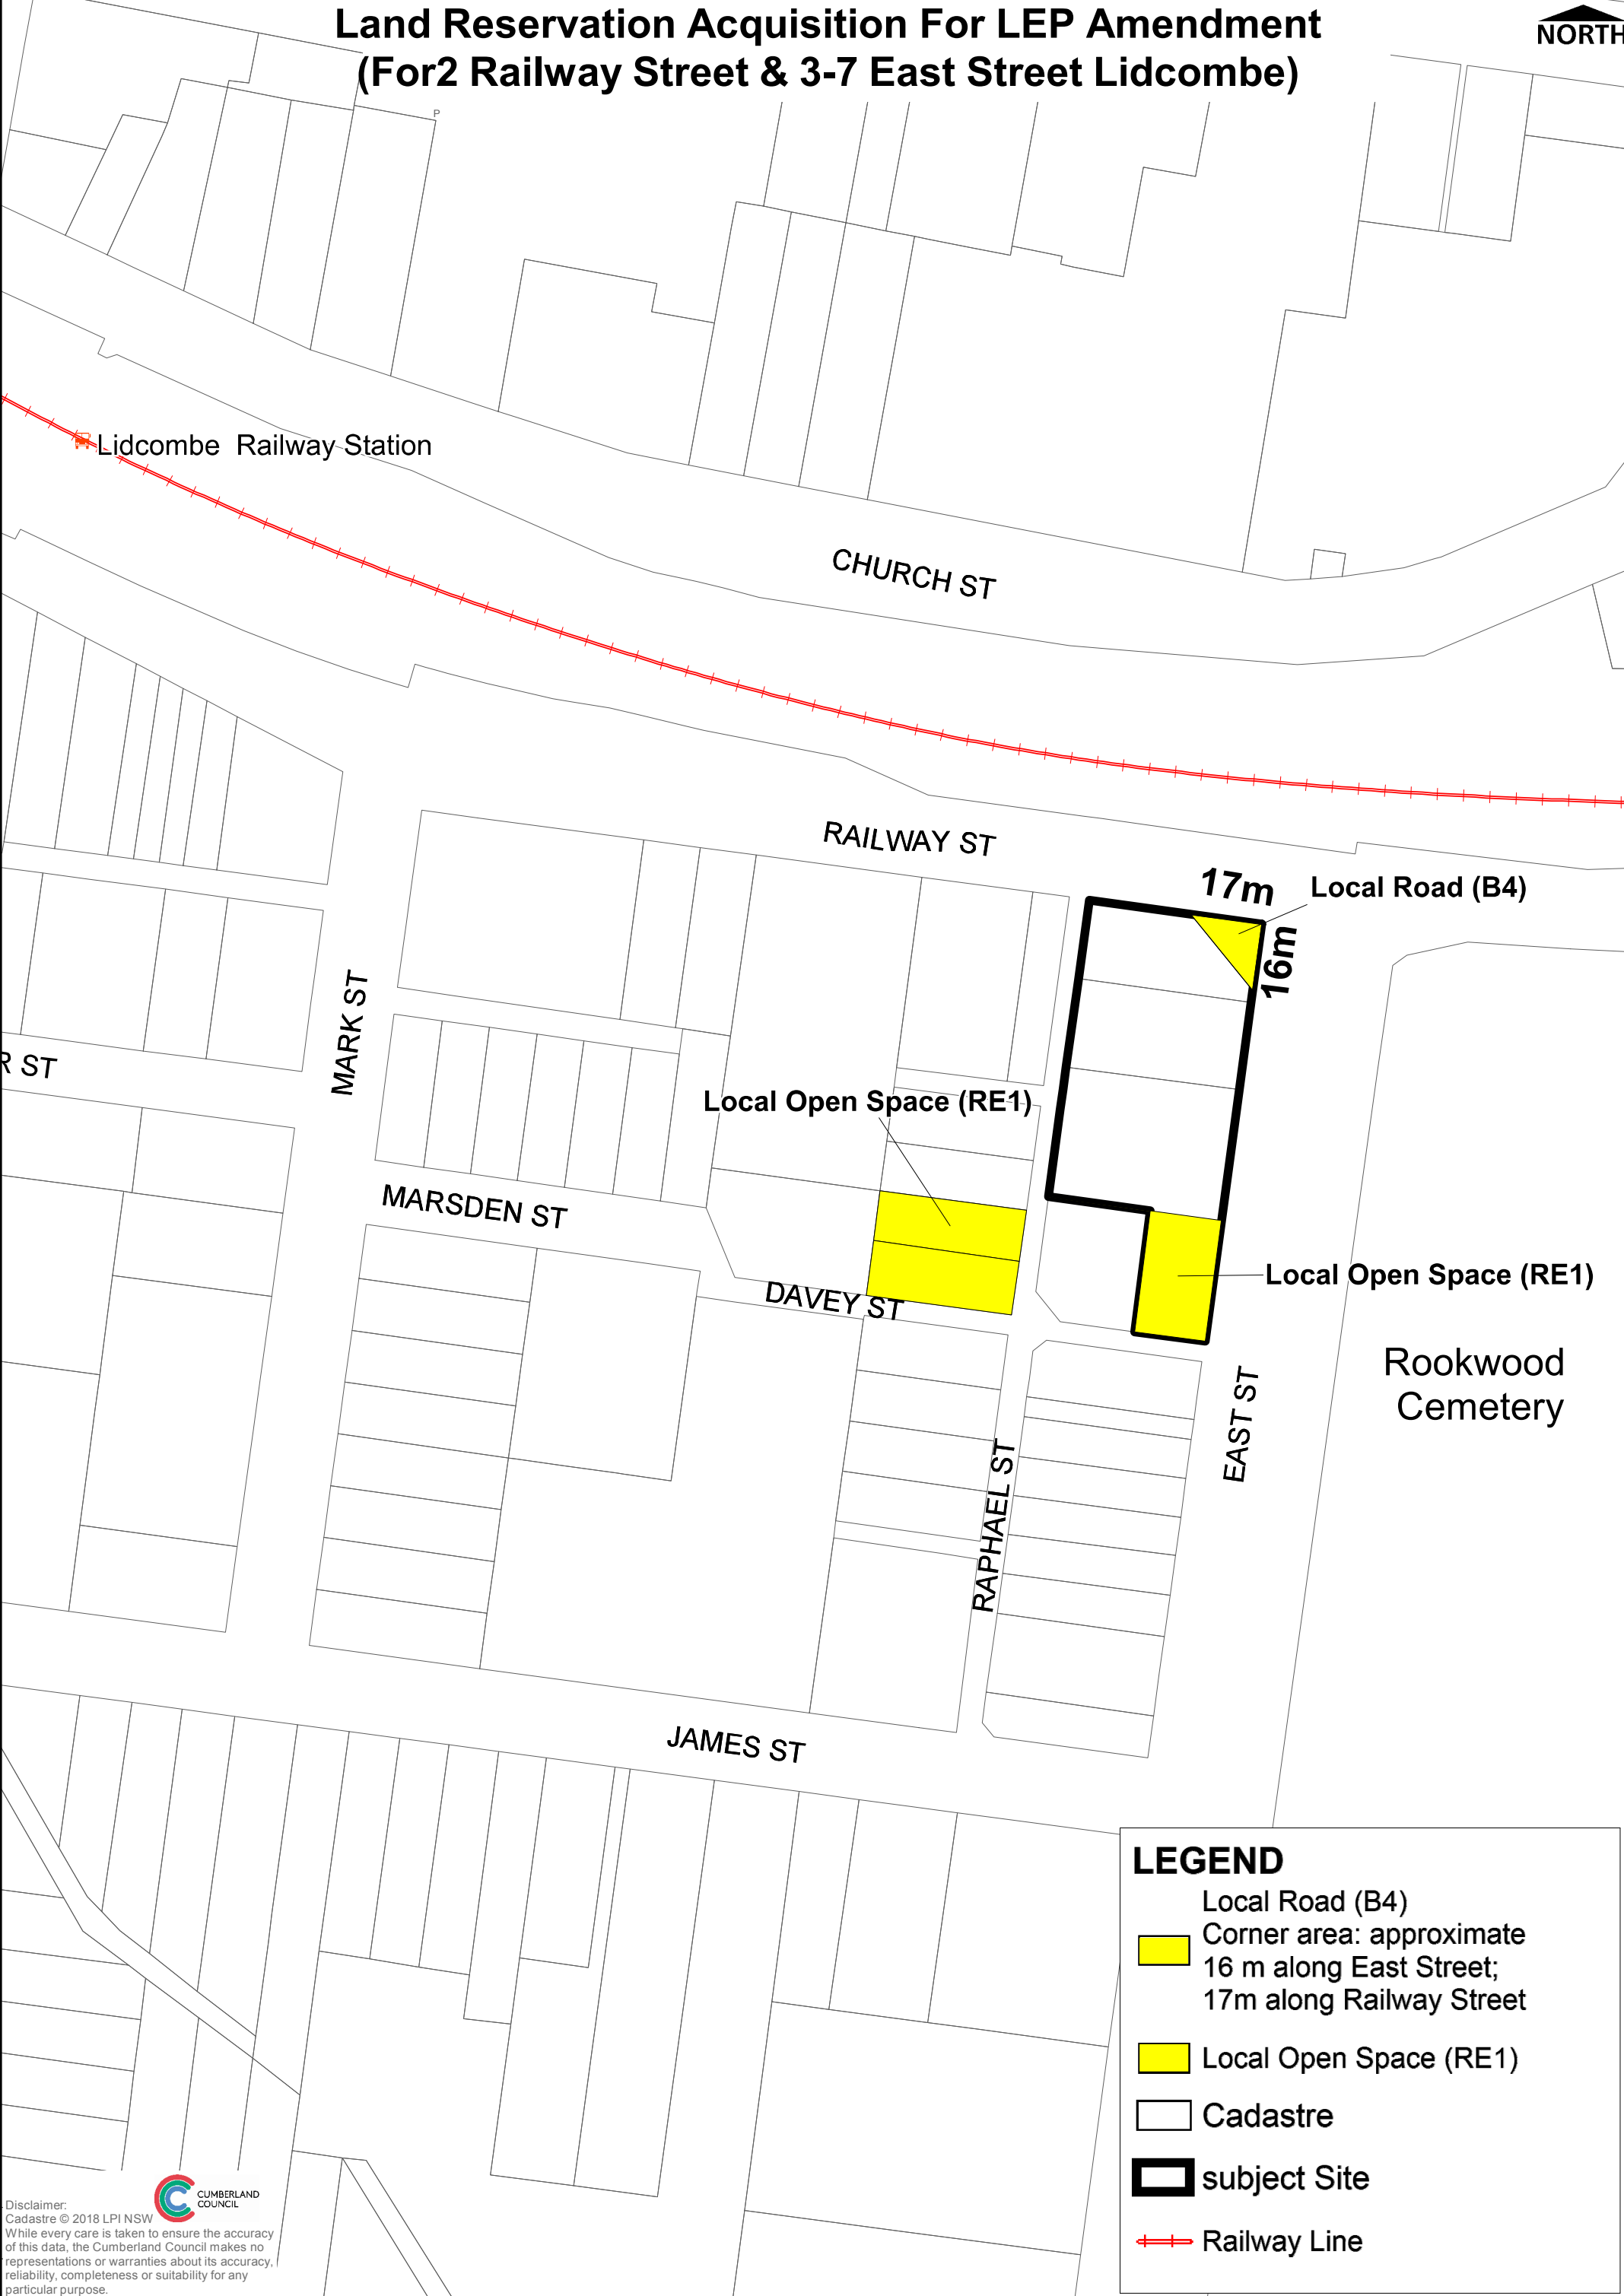 Land Reservation Acquisition For LEP Amendment
(For2 Railway Street & 3-7 East Street Lidcombe)
NORTH
P
Lidcombe Railway Station
CHURCH ST
RAILWAY ST
17m
Local Road (B4)
16m
MARK ST
R ST
Local Open Space (RE1)
MARSDEN ST
DAVEY ST
Local Open Space (RE1)
Rookwood
Cemetery
EAST ST
RAPHAEL ST
JAMES ST
LEGEND
Local Road (B4)
Corner area: approximate
16 m along East Street;
17m along Railway Street
Local Open Space (RE1)
Cadastre
subject Site
Railway Line
CUMBERLAND
COUNCIL
Disclaimer:
Cadastre © 2018 LPI NSW
While every care is taken to ensure the accuracy
of this data, the Cumberland Council makes no
representations or warranties about its accuracy,
reliability, completeness or suitability for any
particular purpose.